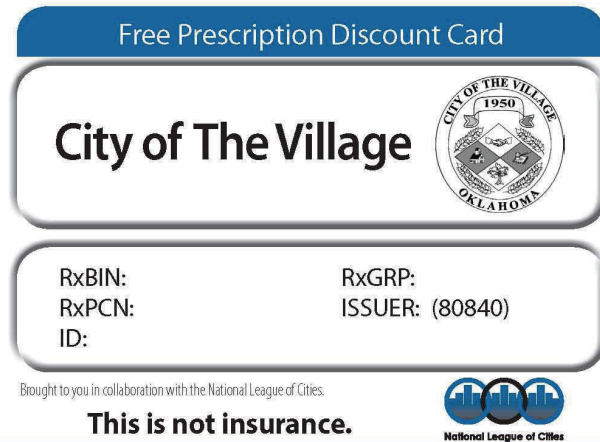 Free Prescription Discount Card
City of The Village
CITY OF THE VILLAGE
1950
OKLAHOMA
RxBIN:
RxGRP:
RxPCN:
ISSUER: (80840)
ID:
Brought to you in collaboration with the National League of Cities.
This is not insurance.
National League of Cities